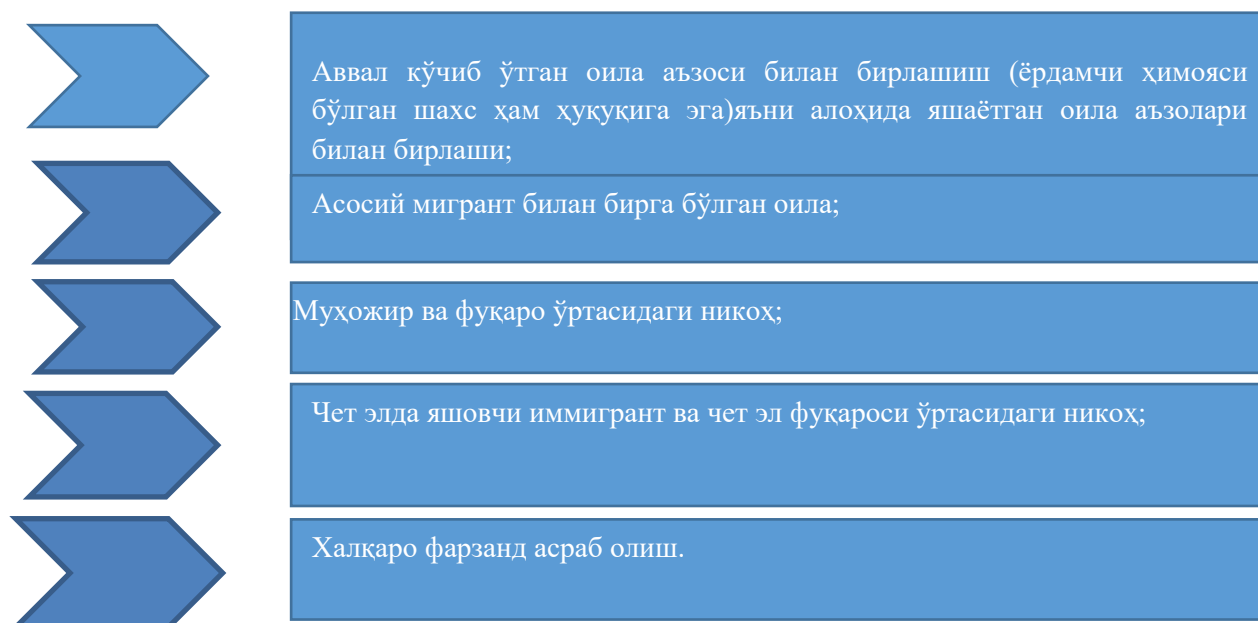 Аввал кўчиб ўтган оила аъзоси билан бирлашиш (ёрдамчи ҳимояси
бўлган шахс ҳам ҳуқуқига эга)яъни алоҳида яшаётган оила аъзолари
билан бирлаши;
Асосий мигрант билан бирга бўлган оила;
Муҳожир ва фуқаро ўртасидаги никоҳ;
Чет элда яшовчи иммигрант ва чет эл фуқароси ўртасидаги никоҳ;
Халқаро фарзанд асраб олиш.